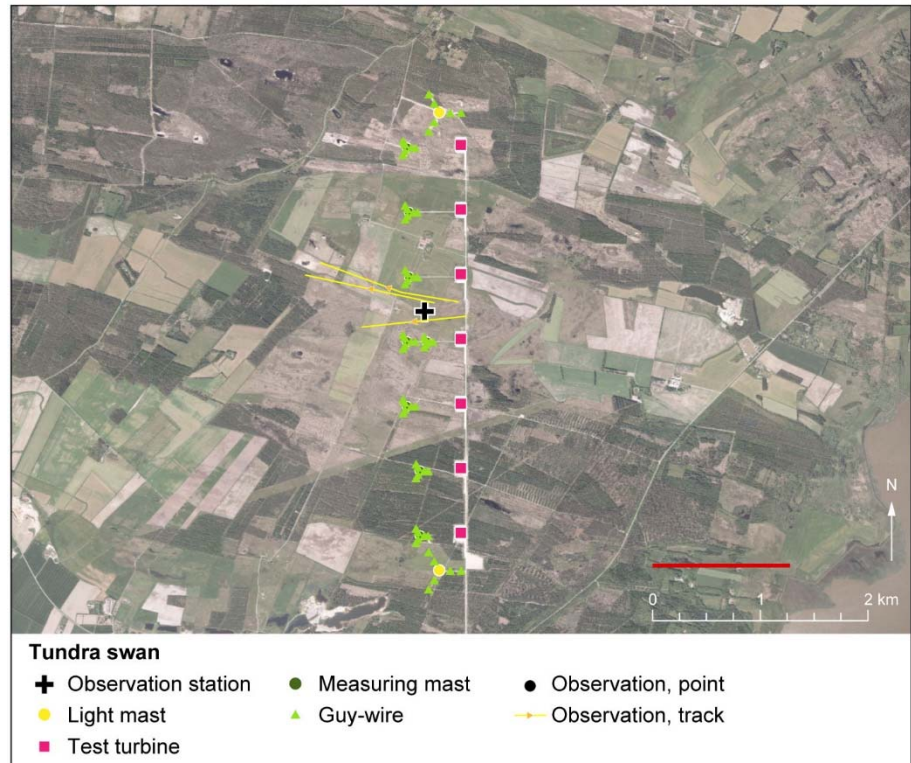 N
0 1 2 km
Tundra swan
Observation station
Light mast
Test turbine
Measuring mast
Guy-wire
Observation, point
Observation, track